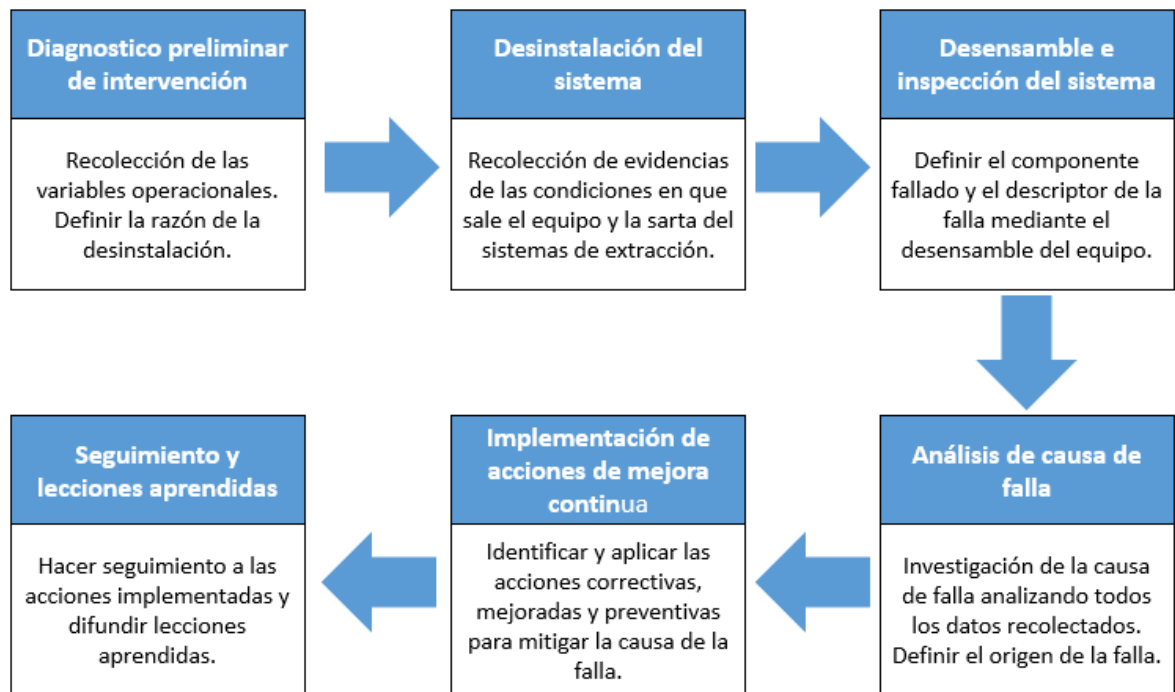 Diagnostico preliminar
de intervención
Recolección de las
variables operacionales.
Definir la razón de la
desinstalación.
Desinstalación del
sistema
Recolección de evidencias
de las condiciones en que
sale el equipo y la sarta del
sistemas de extracción.
Desensamble e
inspección del sistema
Definir el componente
fallado y el descriptor de la
falla mediante el
desensamble del equipo.
Análisis de causa de
falla
Investigación de la causa
de falla analizando todos
los datos recolectados.
Definir el origen de la falla.
Implementación de
acciones de mejora
continua
Identificar y aplicar las
acciones correctivas,
mejoradas y preventivas
para mitigar la causa de la
falla.
Seguimiento y
lecciones aprendidas
Hacer seguimiento a las
acciones implementadas y
difundir lecciones
aprendidas.